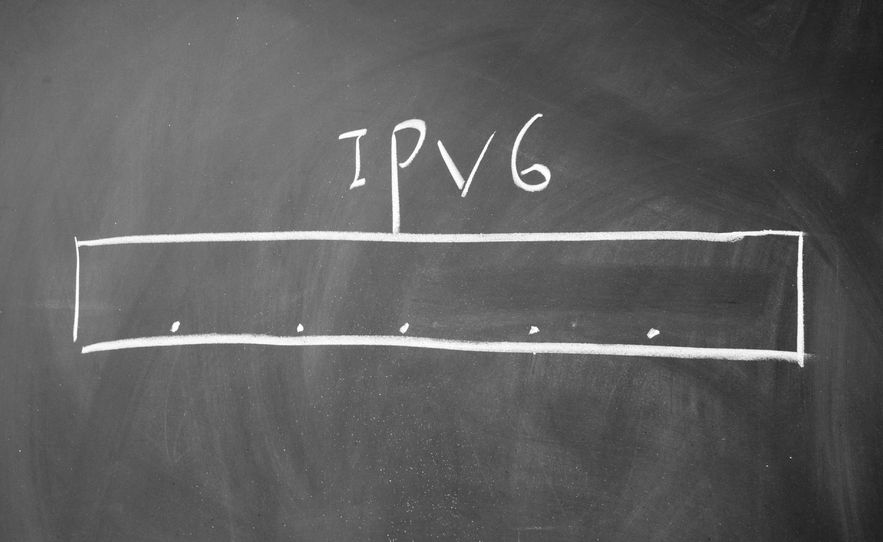 IPV6
. . . . .